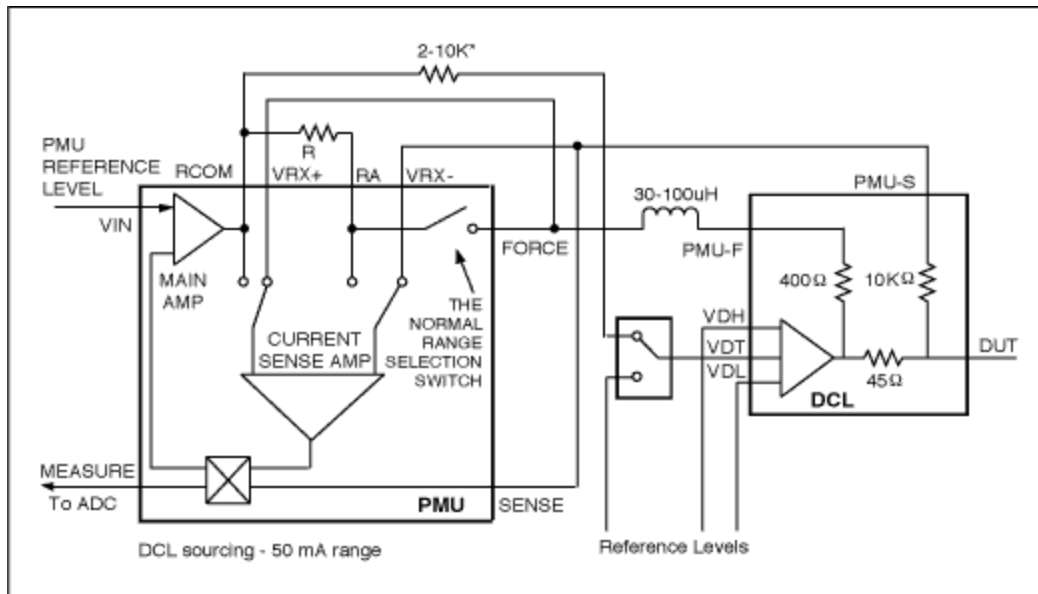 2-10K*
R
PMU
REFERENCE
LEVEL
RCOM
VRX+
RA
VRX-
PMU-S
30-100uH
VIN
FORCE
PMU-F
MAIN
AMP
400Ω
10KΩ
THE
NORMAL
RANGE
SELECTION
SWITCH
CURRENT
SENSE AMP
VDH
VDT
VDL
DUT
45Ω
DCL
MEASURE
To ADC
PMU
SENSE
DCL sourcing - 50 mA range
Reference Levels